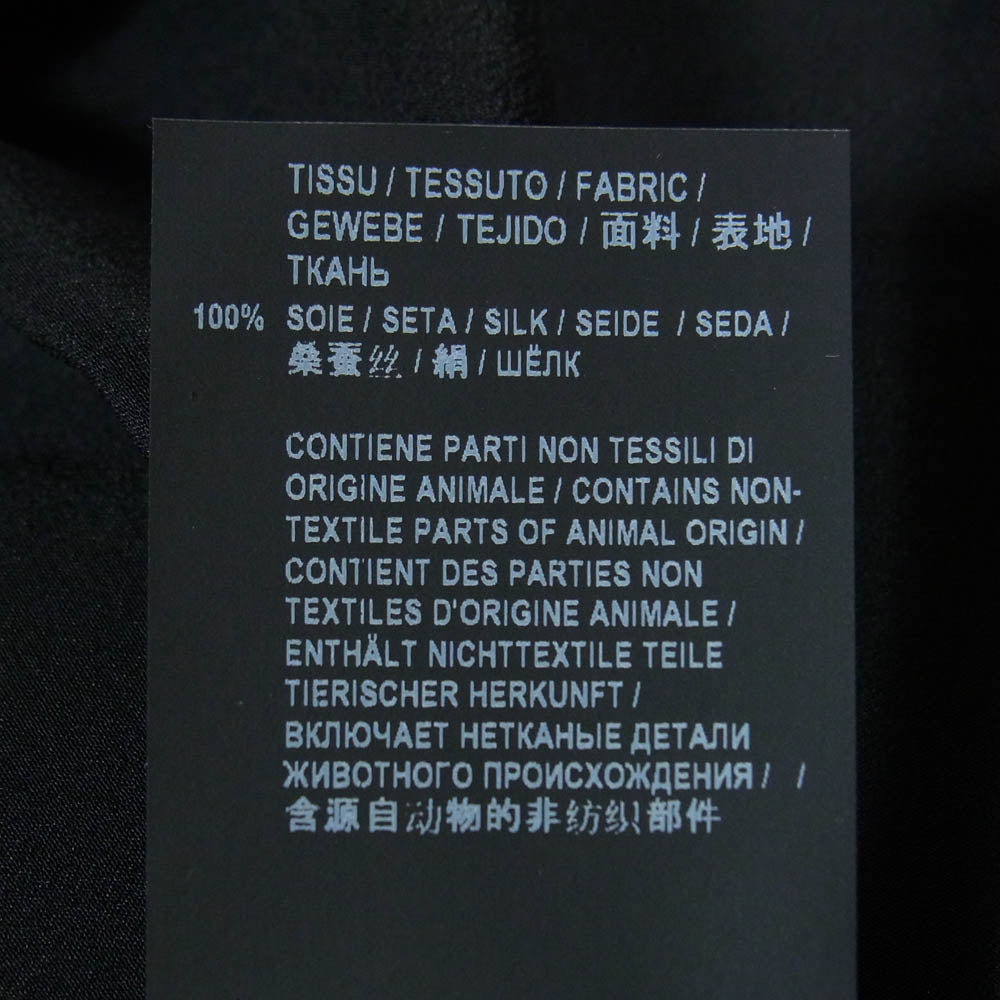 TISSU / TESSUTO / FABRIC /
GEWEBE / TEJIDO / 面料 / 表地 /
ТКАНЬ
100% SOIE / SETA / SILK / SEIDE / SEDA /
桑蚕丝 / 絹 / ШЁЛК
CONTIENE PARTI NON TESSILI DI
ORIGINE ANIMALE / CONTAINS NON-
TEXTILE PARTS OF ANIMAL ORIGIN /
CONTIENT DES PARTIES NON
TEXTILES D'ORIGINE ANIMALE /
ENTHÄLT NICHTTEXTILE TEILE
TIERISCHER HERKUNFT /
ВКЛЮЧАЕТ НЕТКАНЫЕ ДЕТАЛИ
ЖИВОТНОГО ПРОИСХОЖДЕНИЯ / /
含源自动物的非纺织部件